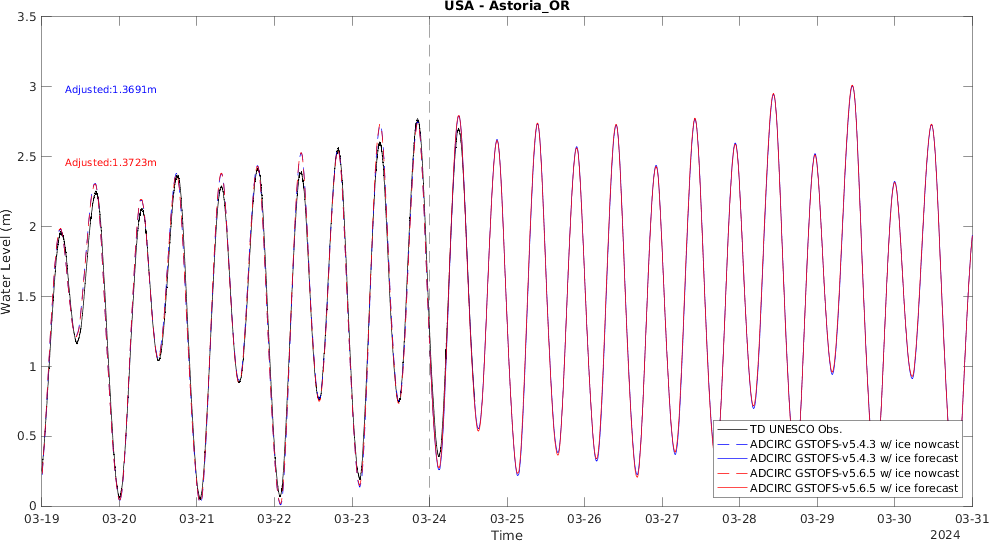 USA - Astoria_OR
Water Level (m)
3.5
3
2.5
2
1.5
1
0.5
0
Adjusted:1.3691m
Adjusted:1.3723m
TD UNESCO Obs.
ADCIRC GSTOFS-v5.4.3 w/ ice nowcast
ADCIRC GSTOFS-v5.4.3 w/ ice forecast
ADCIRC GSTOFS-v5.6.5 w/ ice nowcast
ADCIRC GSTOFS-v5.6.5 w/ ice forecast
03-19 03-20 03-21 03-22 03-23 03-24 03-25 03-26 03-27 03-28 03-29 03-30 03-31
Time
2024